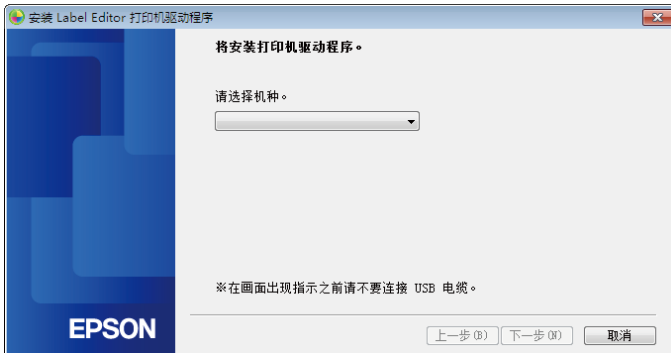 安装 Label Editor 打印机驱动程序
将安装打印机驱动程序。
请选择机种。
※在画面出现指示之前请不要连接 USB 电缆。
EPSON
上一步(B) 下一步(N) 取消